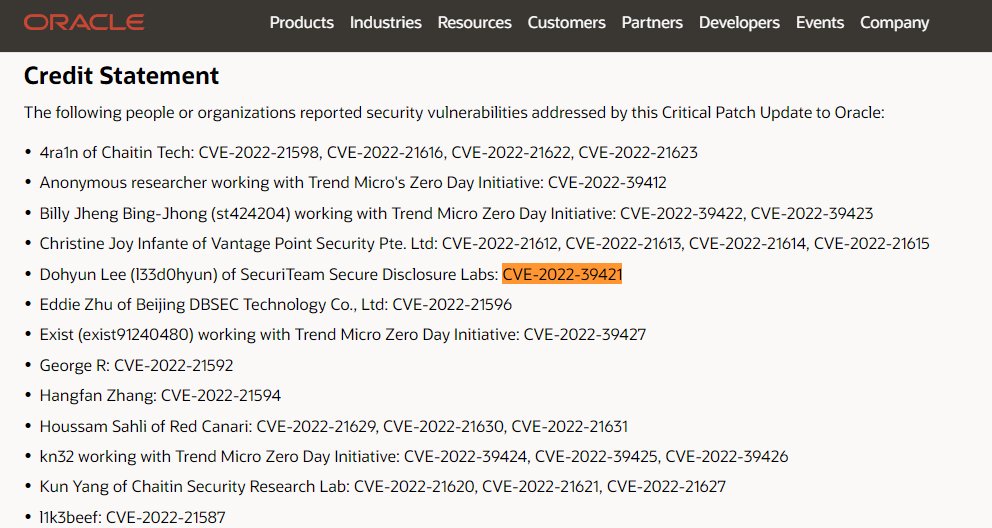 ORACLE Products Industries Resources Customers Partners Developers Events Company
Credit Statement
The following people or organizations reported security vulnerabilities addressed by this Critical Patch Update to Oracle:
• 4ra1n of Chaitin Tech: CVE-2022-21598, CVE-2022-21616, CVE-2022-21622, CVE-2022-21623
• Anonymous researcher working with Trend Micro's Zero Day Initiative: CVE-2022-39412
• Billy Jheng Bing-Jhong (st424204) working with Trend Micro Zero Day Initiative: CVE-2022-39422, CVE-2022-39423
• Christine Joy Infante of Vantage Point Security Pte. Ltd: CVE-2022-21612, CVE-2022-21613, CVE-2022-21614, CVE-2022-21615
• Dohyun Lee (l33d0hyun) of SecuriTeam Secure Disclosure Labs: CVE-2022-39421
• Eddie Zhu of Beijing DBSEC Technology Co., Ltd: CVE-2022-21596
• Exist (exist91240480) working with Trend Micro Zero Day Initiative: CVE-2022-39427
• George R: CVE-2022-21592
• Hangfan Zhang: CVE-2022-21594
• Houssam Sahli of Red Canari: CVE-2022-21629, CVE-2022-21630, CVE-2022-21631
• kn32 working with Trend Micro Zero Day Initiative: CVE-2022-39424, CVE-2022-39425, CVE-2022-39426
• Kun Yang of Chaitin Security Research Lab: CVE-2022-21620, CVE-2022-21621, CVE-2022-21627
• l1k3beef: CVE-2022-21587